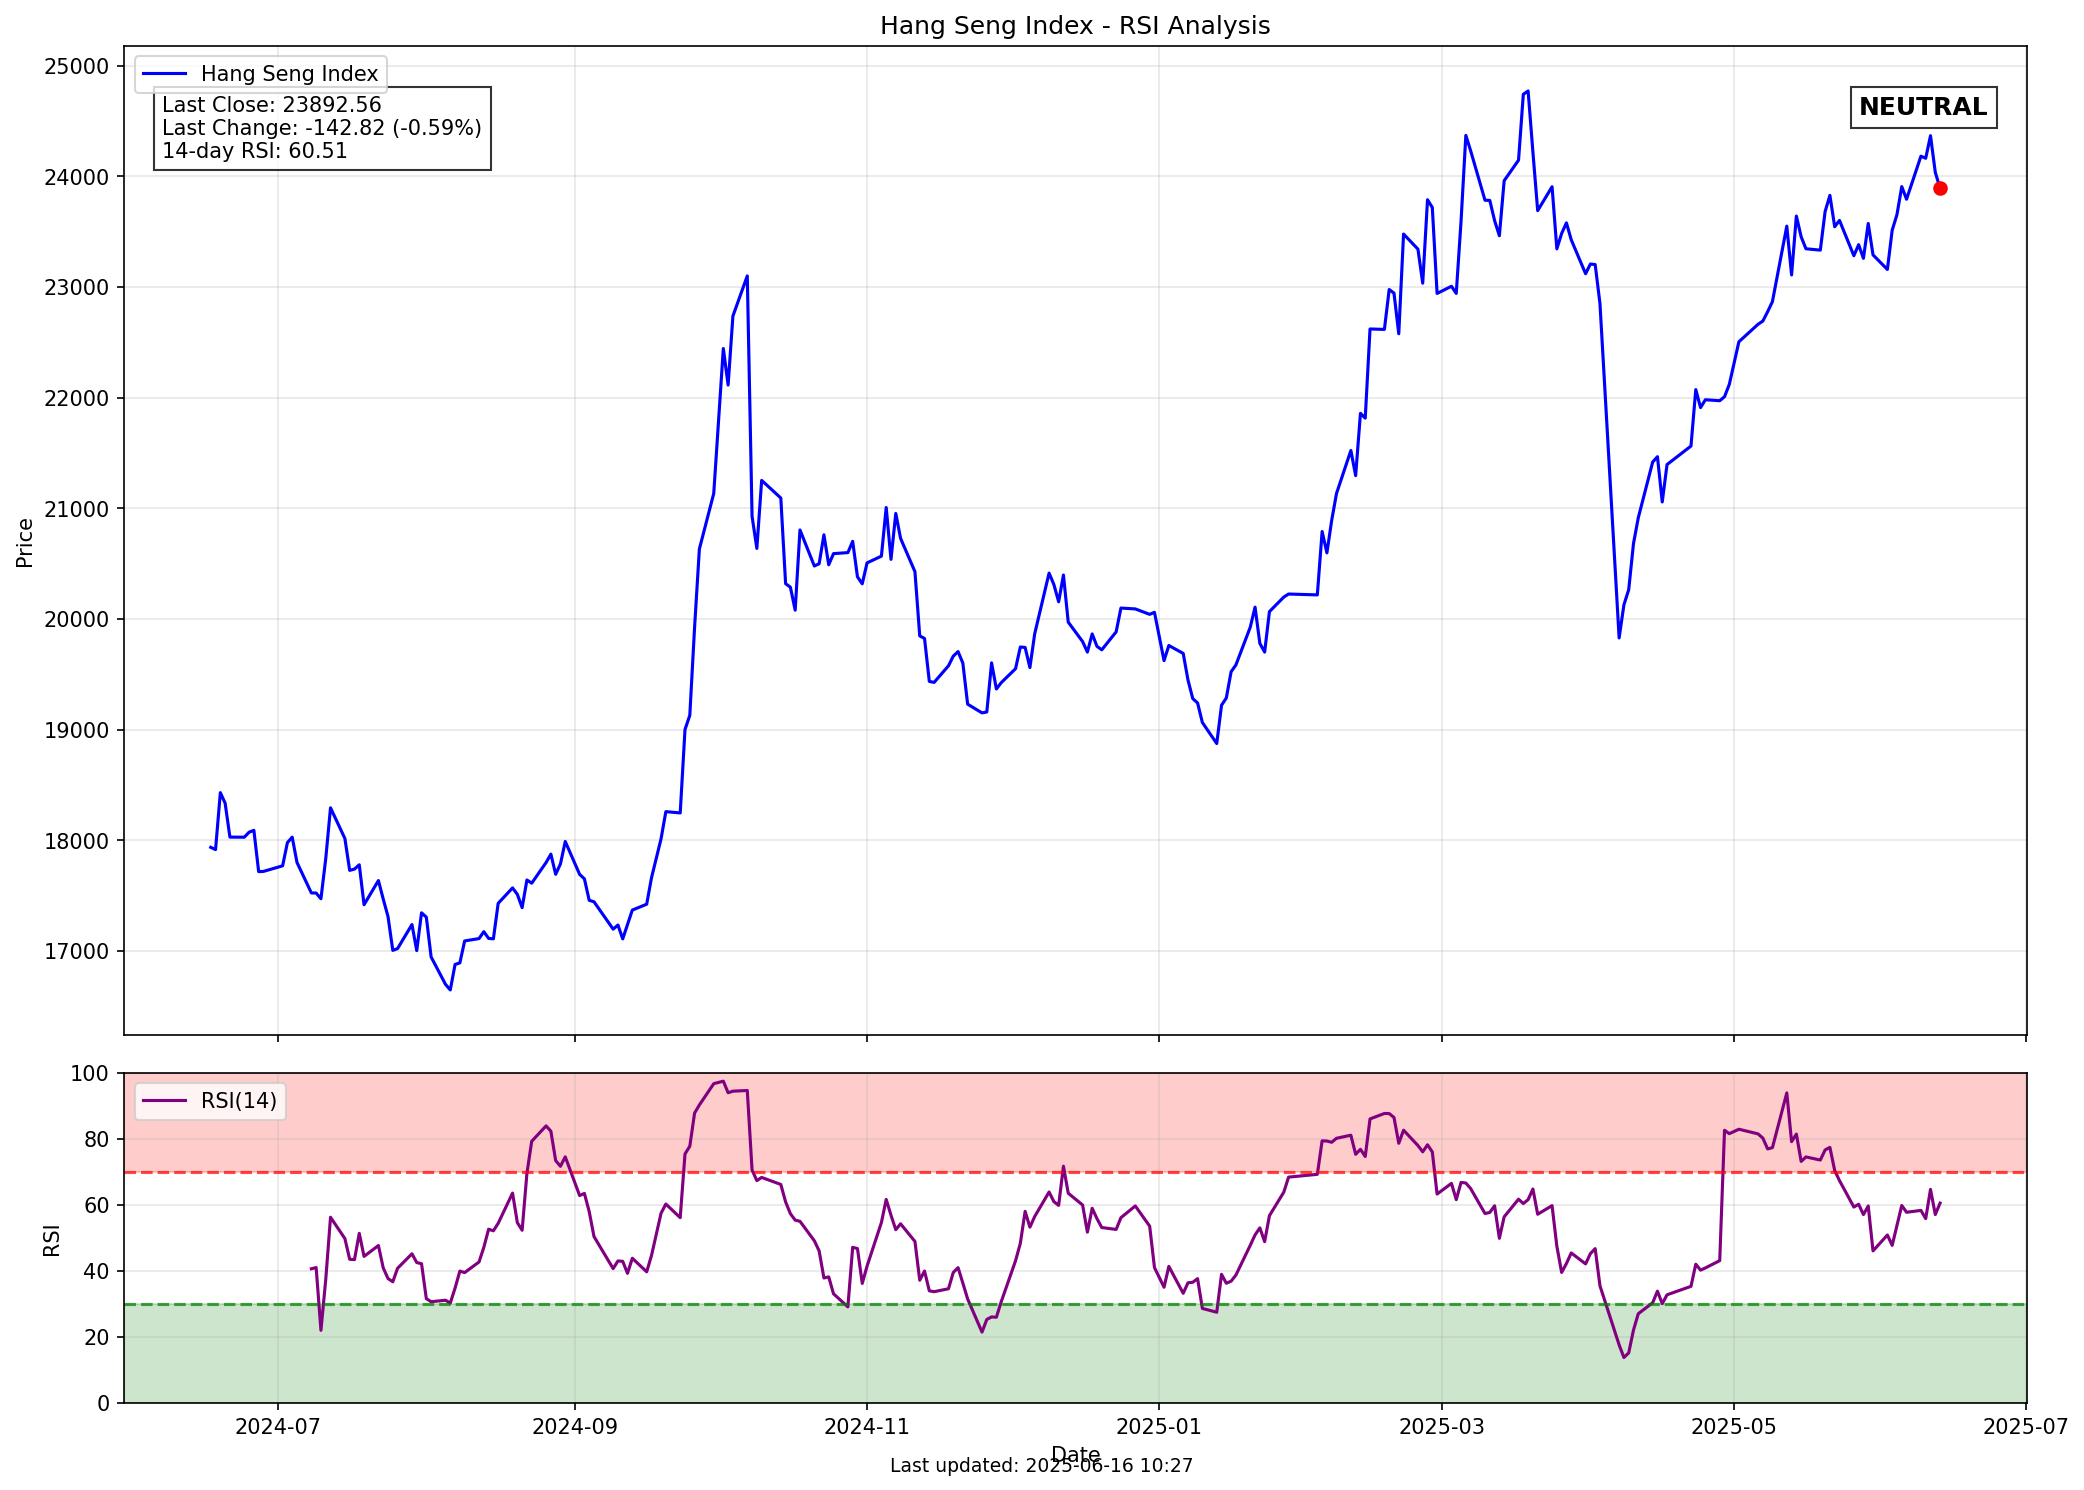 Hang Seng Index - RSI Analysis
25000
24000
23000
22000
21000
20000
19000
18000
17000
Price
Hang Seng Index
Last Close: 23892.56
Last Change: -142.82 (-0.59%)
14-day RSI: 60.51
NEUTRAL
100
80
60
40
20
0
RSI
RSI(14)
2024-07
2024-09
2024-11
2025-01
2025-03
2025-05
2025-07
Date
Last updated: 2025-06-16 10:27